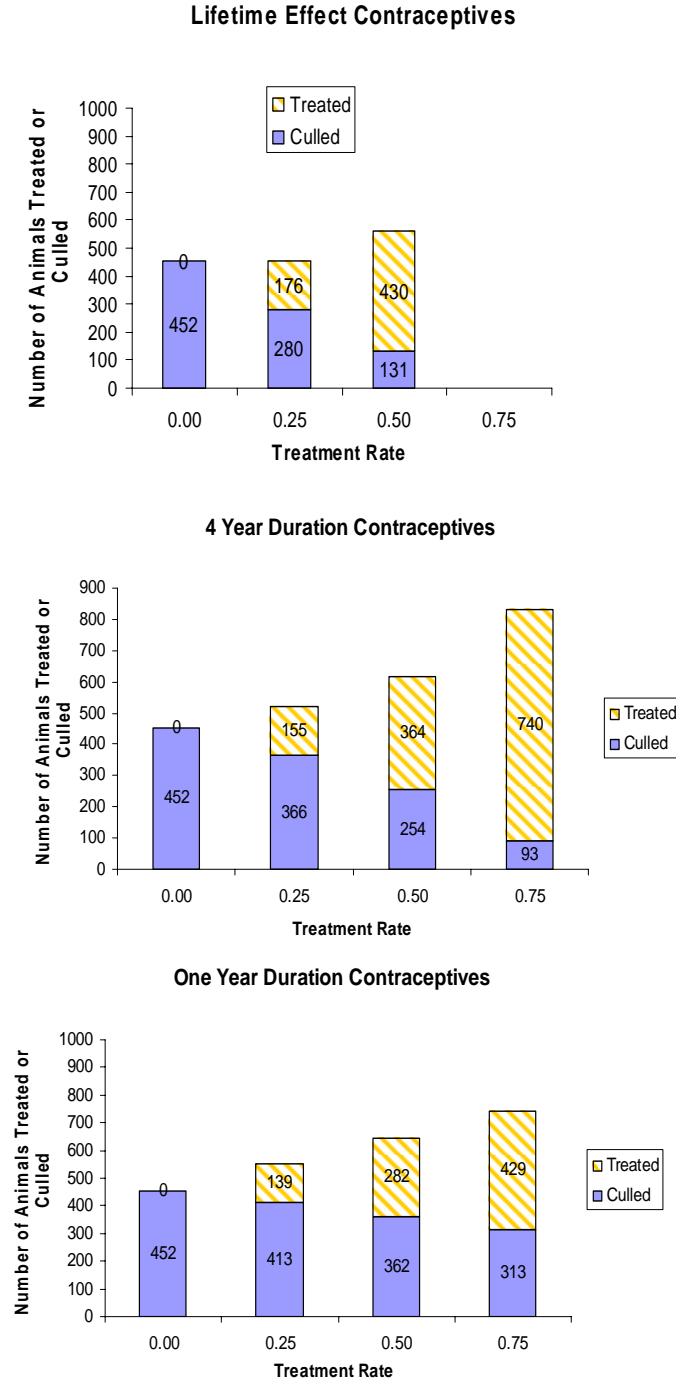 Lifetime Effect Contraceptives
Number of Animals Treated or
Culled
1000
900
800
700
600
500
400
300
200
100
0
Treated
Culled
0
452
176
280
430
131
0.00 0.25 0.50 0.75
Treatment Rate
4 Year Duration Contraceptives
Number of Animals Treated or
Culled
900
800
700
600
500
400
300
200
100
0
0
452
155
366
364
254
740
93
Treated
Culled
0.00 0.25 0.50 0.75
Treatment Rate
One Year Duration Contraceptives
Number of Animals Treated or
Culled
1000
900
800
700
600
500
400
300
200
100
0
0
452
139
413
282
362
429
313
Treated
Culled
0.00 0.25 0.50 0.75
Treatment Rate